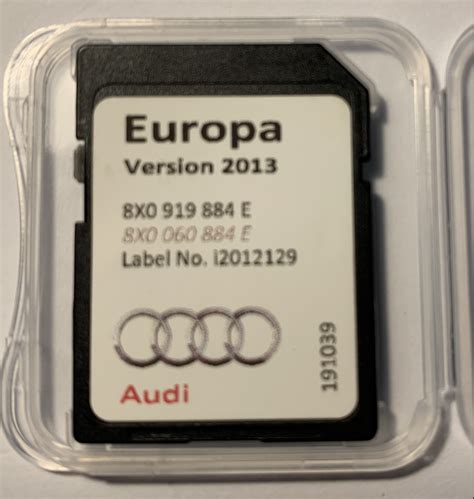 Europa
Version 2013
8X0 919 884 E
8X0 060 884 E
Label No. i2012129
Audi
191039